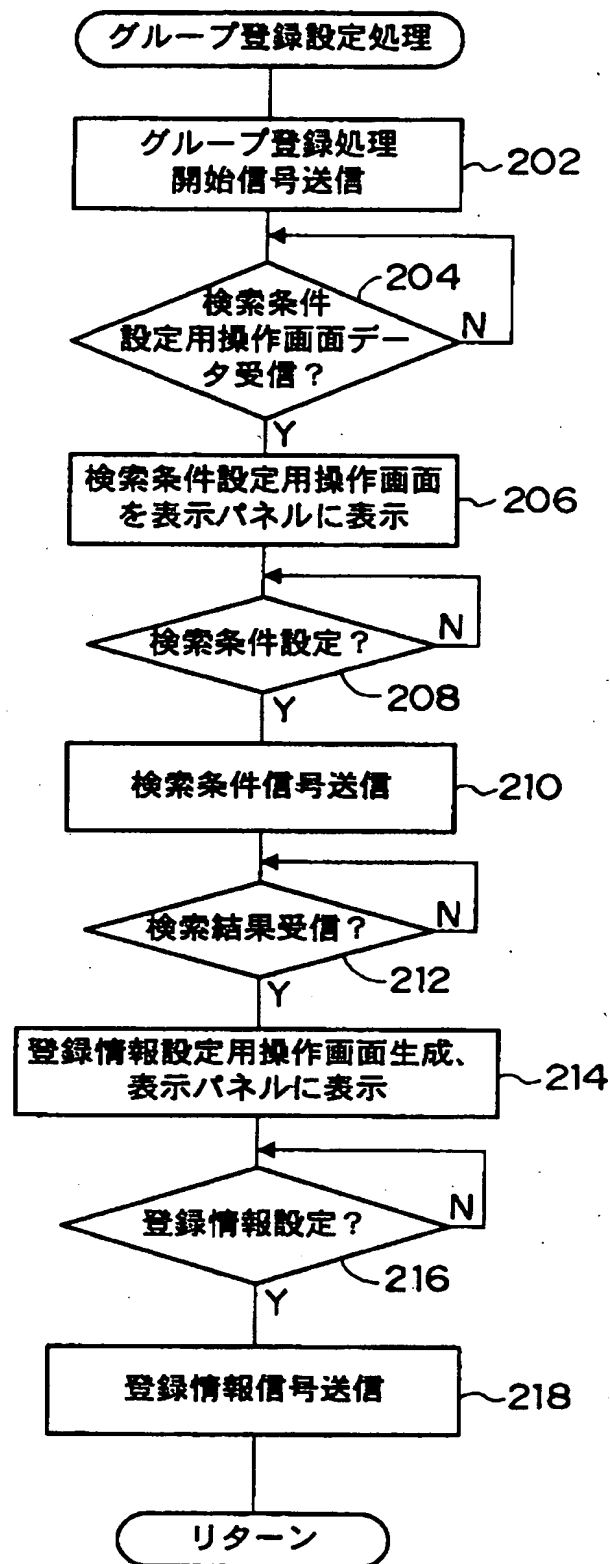 グループ登録設定処理
グループ登録処理
開始信号送信
202
204
検索条件
設定用操作画面デー
タ受信？
N
Y
検索条件設定用操作画面
を表示パネルに表示
206
検索条件設定？
N
208
Y
検索条件信号送信
210
検索結果受信？
N
212
Y
登録情報設定用操作画面生成、
表示パネルに表示
214
登録情報設定？
N
216
Y
登録情報信号送信
218
リターン